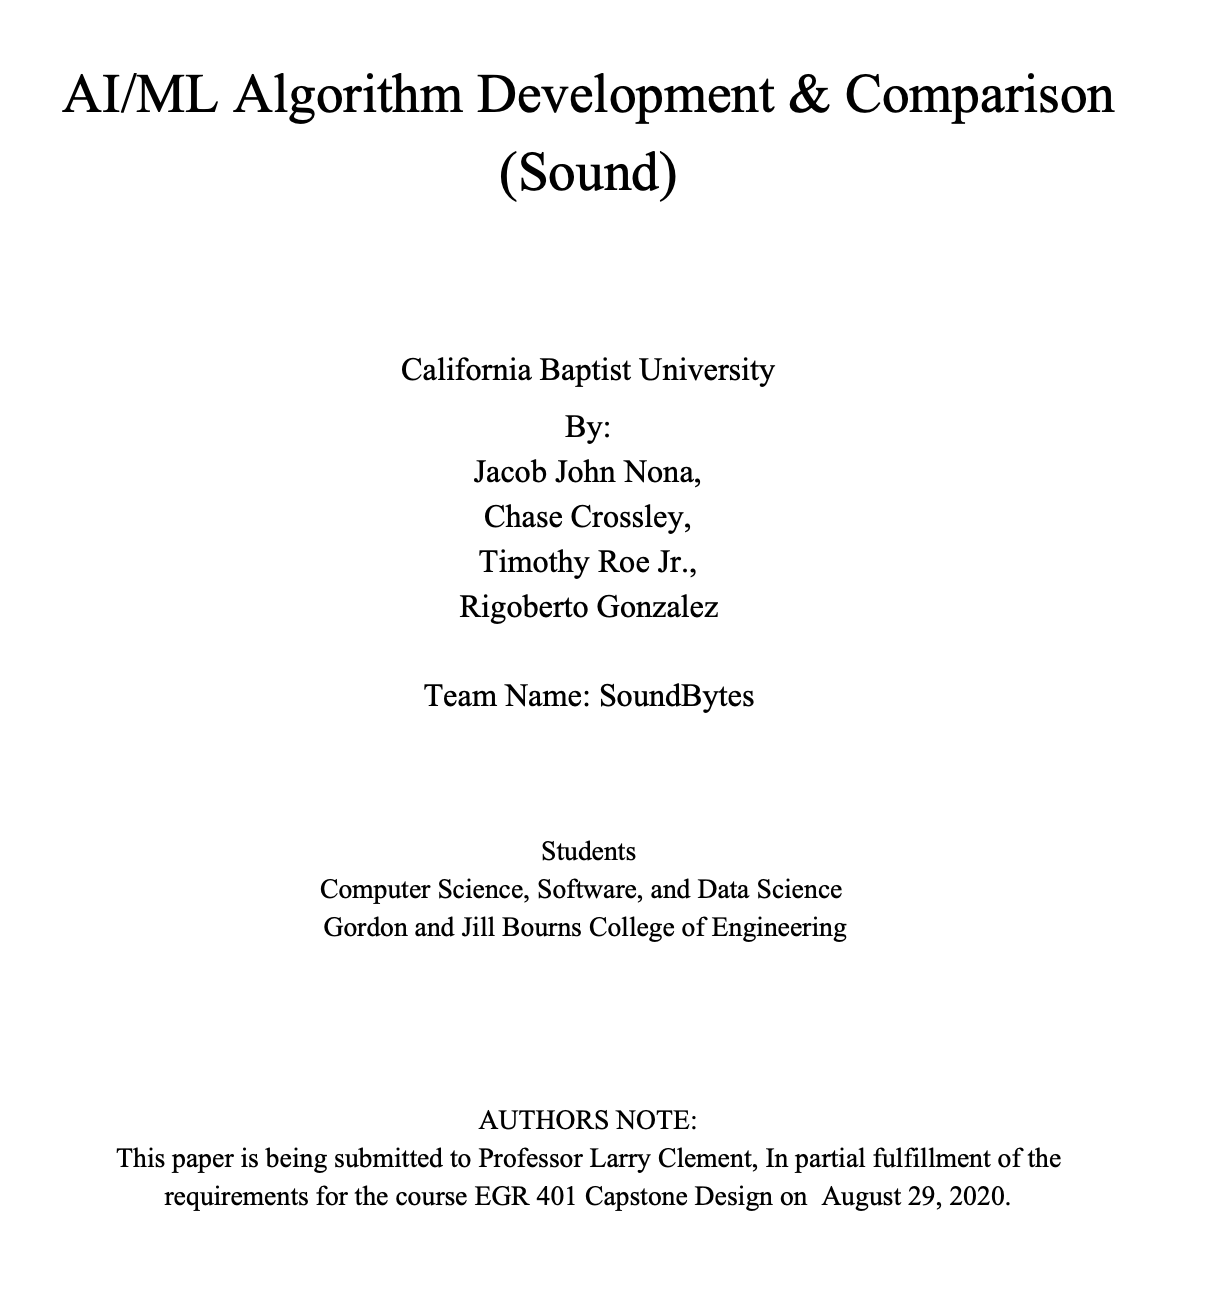 AI/ML Algorithm Development & Comparison
(Sound)
California Baptist University
By:
Jacob John Nona,
Chase Crossley,
Timothy Roe Jr.,
Rigoberto Gonzalez
Team Name: SoundBytes
Students
Computer Science, Software, and Data Science
Gordon and Jill Bourns College of Engineering
AUTHORS NOTE:
This paper is being submitted to Professor Larry Clement, In partial fulfillment of the
requirements for the course EGR 401 Capstone Design on  August 29, 2020.